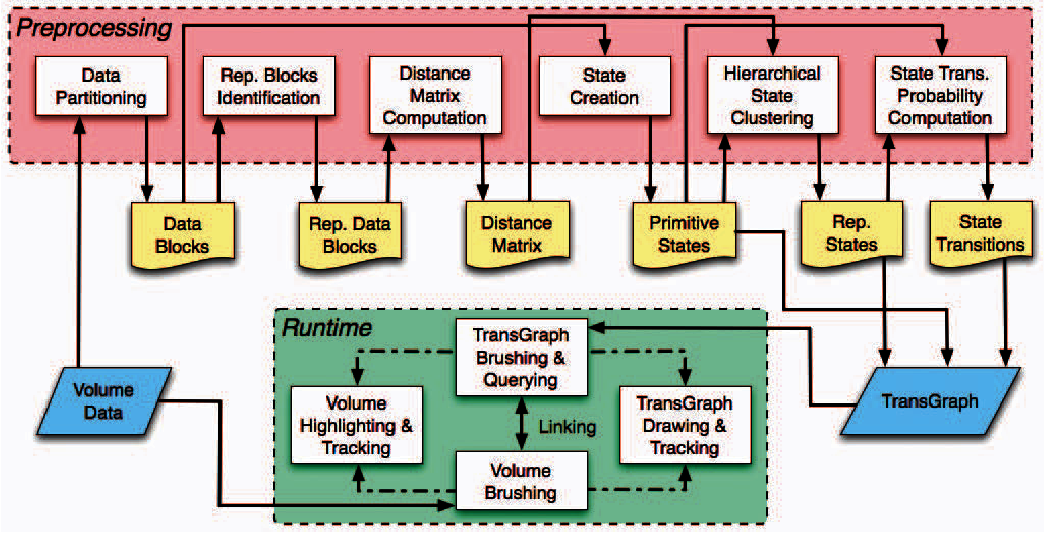 Preprocessing
Data
Partitioning
Rep. Blocks
Identification
Distance
Matrix
Computation
State
Creation
Hierarchical
State
Clustering
State Trans.
Probability
Computation
Data
Blocks
Rep. Data
Blocks
Distance
Matrix
Primitive
States
Rep.
States
State
Transitions
Runtime
TransGraph
Brushing &
Querying
Volume
Data
Volume
Highlighting &
Tracking
Linking
TransGraph
Drawing &
Tracking
TransGraph
Volume
Brushing